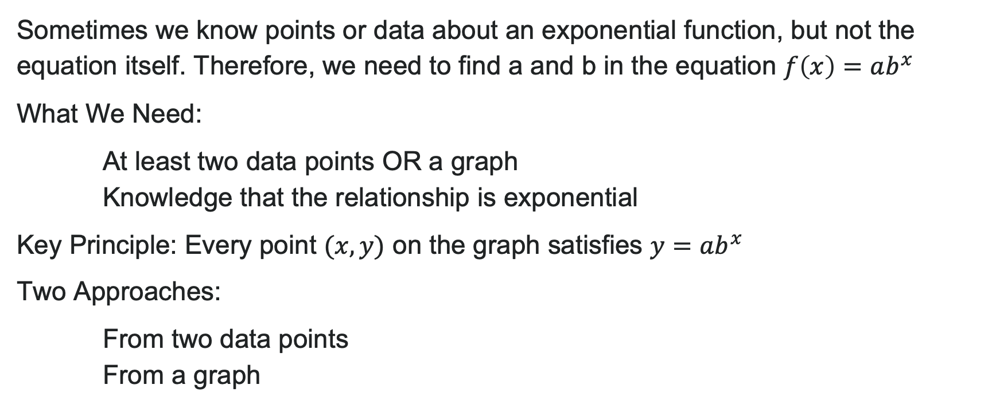 Sometimes we know points or data about an exponential function, but not the
equation itself. Therefore, we need to find a and b in the equation f(x) = abˣ
What We Need:
At least two data points OR a graph
Knowledge that the relationship is exponential
Key Principle: Every point (x, y) on the graph satisfies y = abˣ
Two Approaches:
From two data points
From a graph